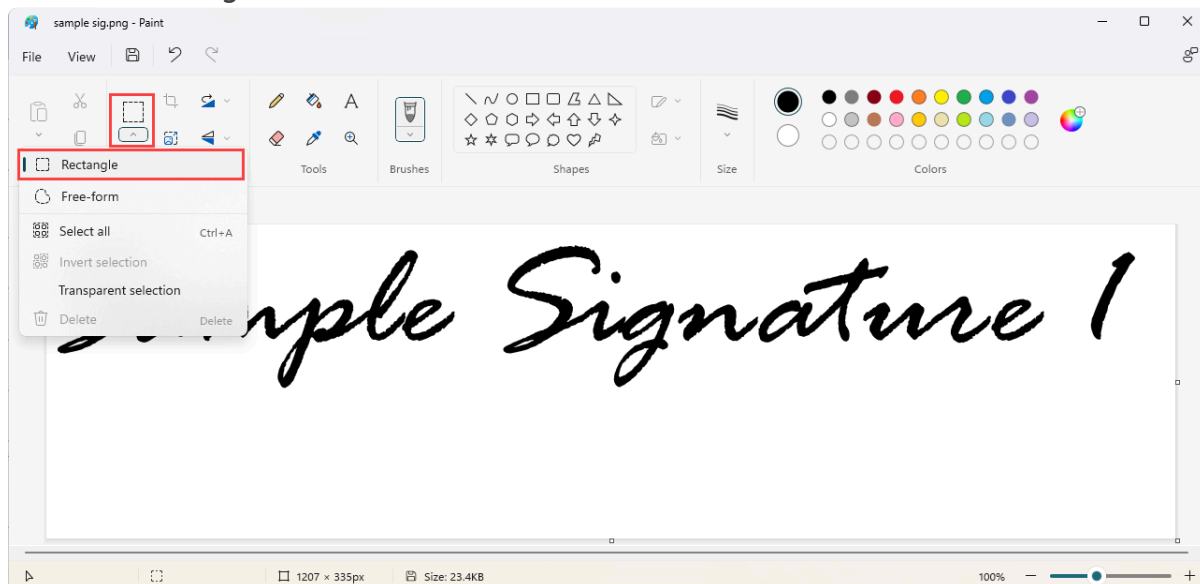 sample sig.png - Paint
File View
Rectangle
Tools Brushes Shapes Size Colors
Free-form
Select all Ctrl+A
Invert selection
Transparent selection
Delete Delete
Signature 1
1207 × 335px Size: 23.4KB 100%